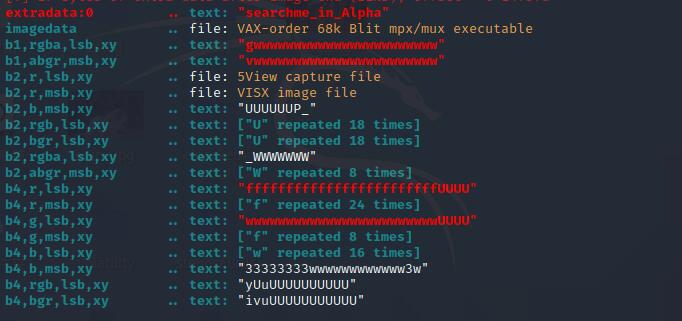 extradata:0 .. text: "searchme_in_Alpha"
imagedata .. file: VAX-order 68k Blit mpx/mux executable
b1,rgba,lsb,xy .. text: "gwwwwwwwwwwwwwwwwwwwwwww"
b1,abgr,msb,xy .. text: "vwwwwwwwwwwwwwwwwwwwwwww"
b2,r,lsb,xy .. file: 5View capture file
b2,r,msb,xy .. file: VISX image file
b2,b,msb,xy .. text: "UUUUUUP_"
b2,rgb,lsb,xy .. text: ["U" repeated 18 times]
b2,bgr,lsb,xy .. text: ["U" repeated 18 times]
b2,rgba,lsb,xy .. text: "_WWWWWWW"
b2,abgr,msb,xy .. text: ["W" repeated 8 times]
b4,r,lsb,xy .. text: "ffffffffffffffffffffffffUUUU"
b4,r,msb,xy .. text: ["f" repeated 24 times]
b4,g,lsb,xy .. text: "wwwwwwwwwwwwwwwwwwwwwwwwUUUU"
b4,g,msb,xy .. text: ["f" repeated 8 times]
b4,b,lsb,xy .. text: ["w" repeated 16 times]
b4,b,msb,xy .. text: "33333333wwwwwwwwwwww3w"
b4,rgb,lsb,xy .. text: "yUuUUUUUUUUUU"
b4,bgr,lsb,xy .. text: "ivuUUUUUUUUUUU"